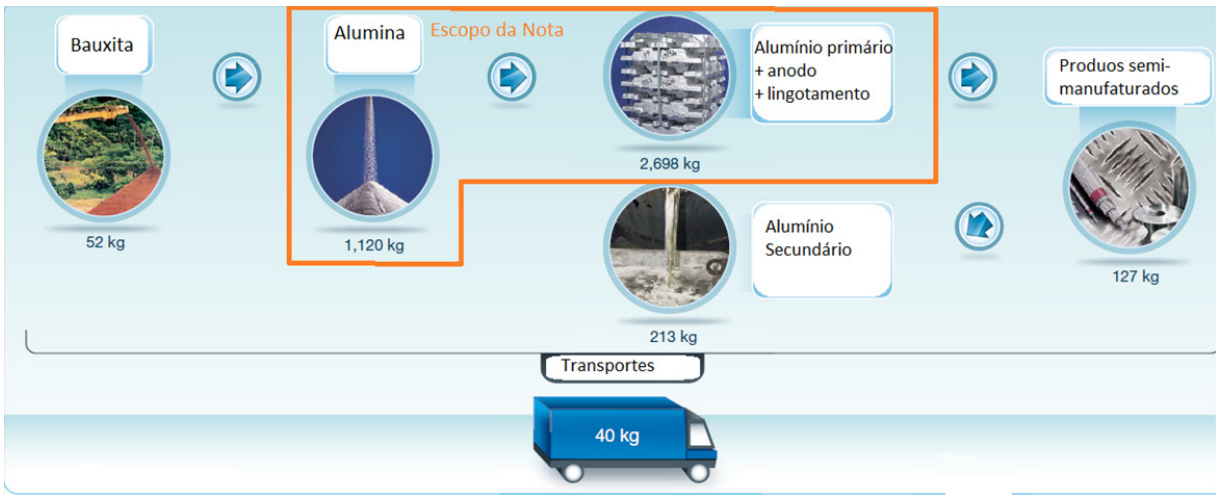 Bauxita
52 kg
Alumina
1,120 kg
Escopo da Nota
Alumínio primário
+ anodo
+ lingotamento
2,698 kg
Alumínio
Secundário
213 kg
Produos semi-
manufaturados
127 kg
Transportes
40 kg